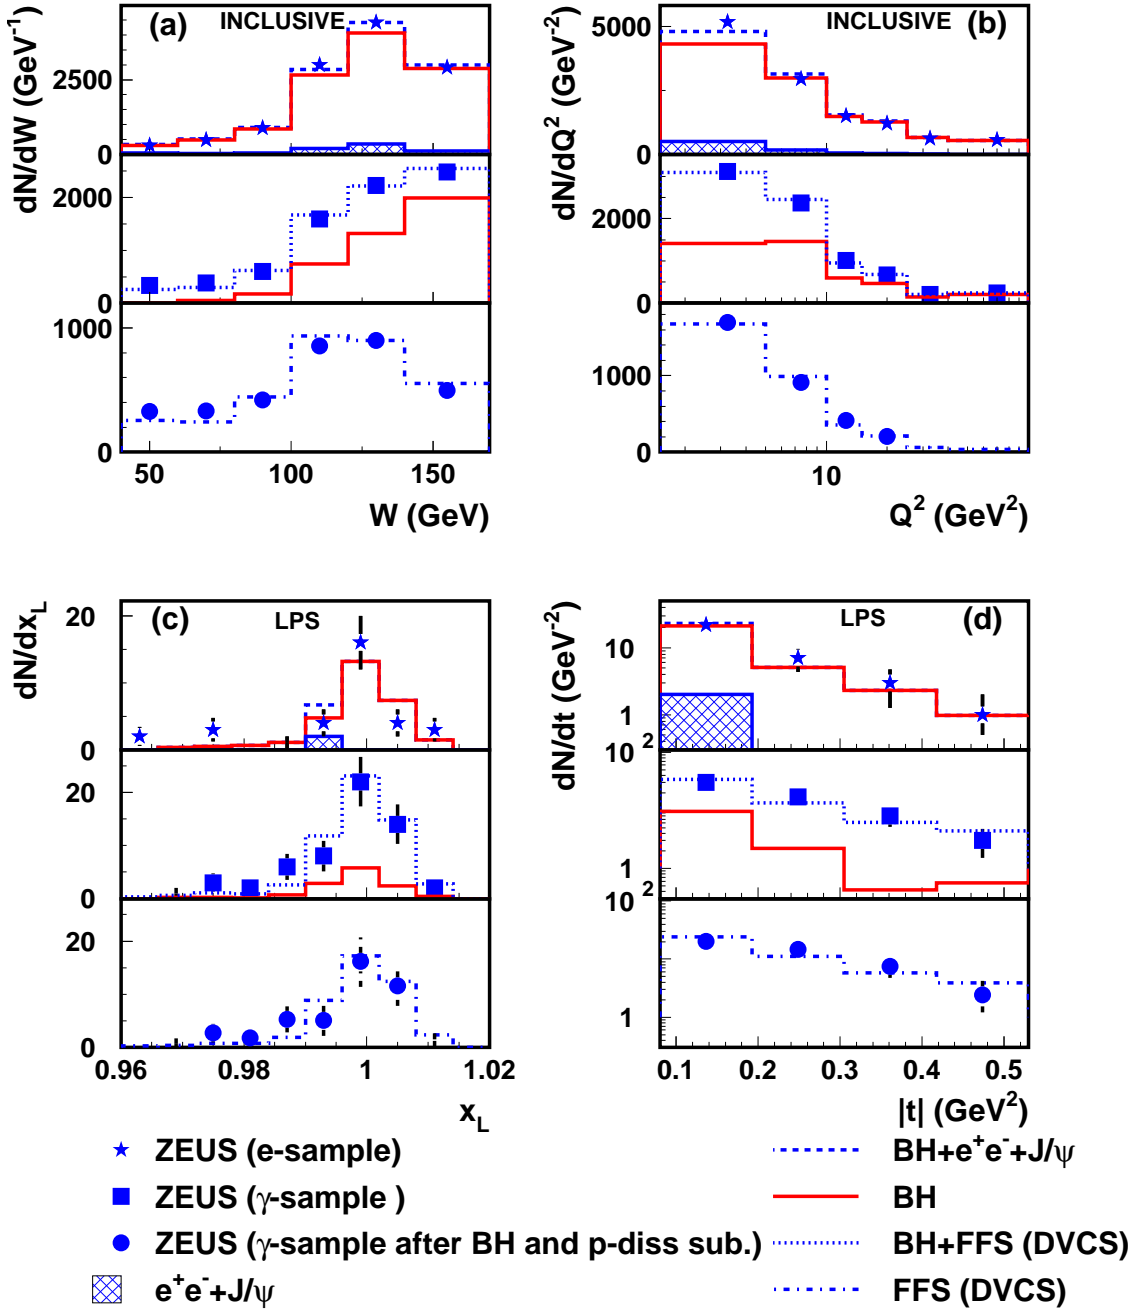 (a) INCLUSIVE
dN/dW (GeV⁻¹)
2500
0
2000
0
1000
0
50 100 150
W (GeV)
(b) INCLUSIVE
dN/dQ² (GeV⁻²)
5000
0
2000
0
1000
0
10
Q² (GeV²)
(c) LPS
dN/dx_L
20
0
20
0
20
0
0.96 0.98 1 1.02
x_L
(d) LPS
dN/dt (GeV⁻²)
10
1
10²
1
10²
1
0.1 0.2 0.3 0.4 0.5
|t| (GeV²)
ZEUS (e-sample)
ZEUS (γ-sample )
ZEUS (γ-sample after BH and p-diss sub.)
e⁺e⁻+J/ψ
BH+e⁺e⁻+J/ψ
BH
BH+FFS (DVCS)
FFS (DVCS)